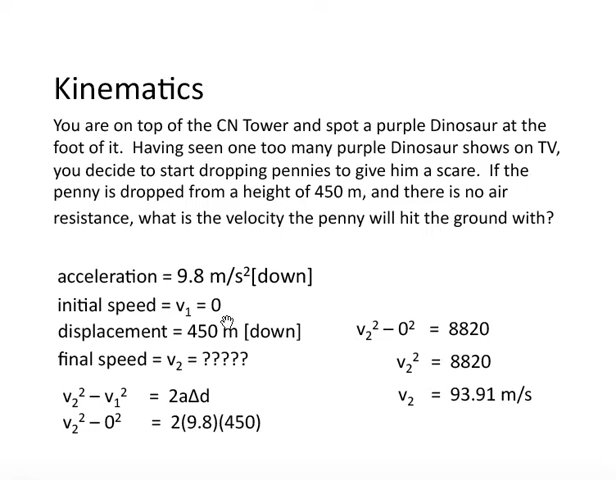 Kinematics
You are on top of the CN Tower and spot a purple Dinosaur at the
foot of it. Having seen one too many purple Dinosaur shows on TV,
you decide to start dropping pennies to give him a scare. If the
penny is dropped from a height of 450 m, and there is no air
resistance, what is the velocity the penny will hit the ground with?
acceleration = 9.8 m/s²[down]
initial speed = v₁ = 0
displacement = 450 m [down]
final speed = v₂ = ?????
v₂² – v₁² = 2aΔd
v₂² – 0² = 2(9.8)(450)
v₂² – 0² = 8820
v₂² = 8820
v₂ = 93.91 m/s